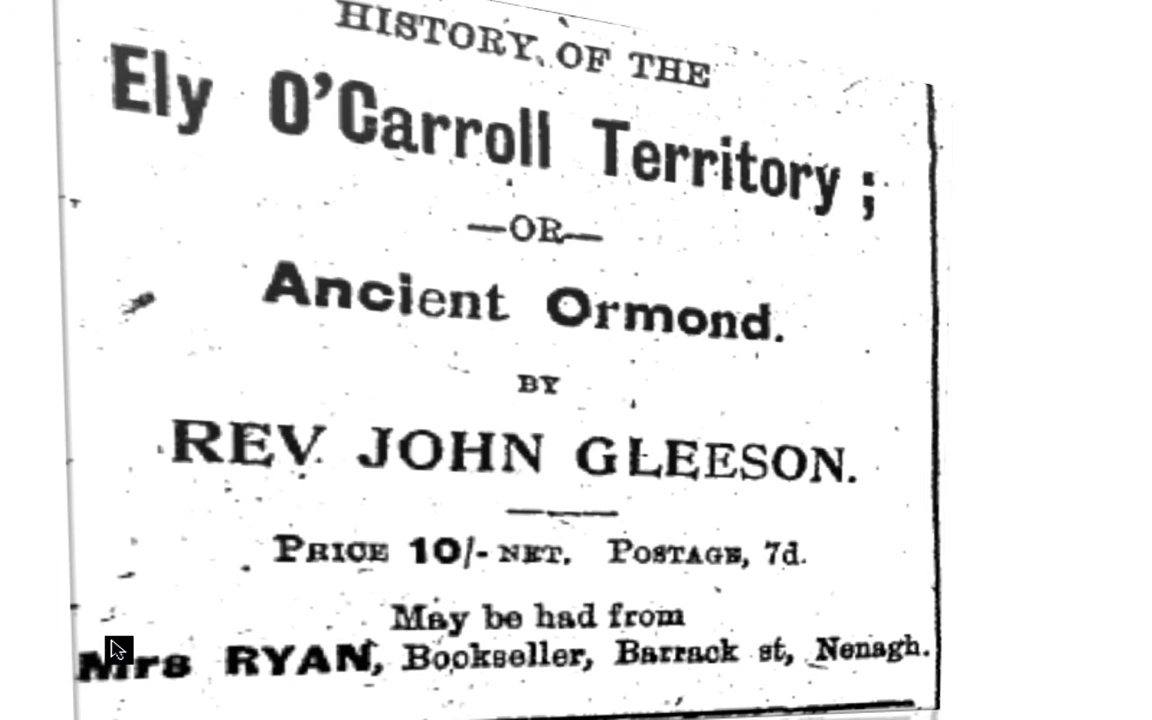 HISTORY OF THE
Ely O'Carroll Territory;
—OR—
Ancient Ormond.
BY
REV. JOHN GLEESON.
PRICE 10/- NET. POSTAGE, 7d.
May be had from
Mrs RYAN, Bookseller, Barrack st, Nenagh.